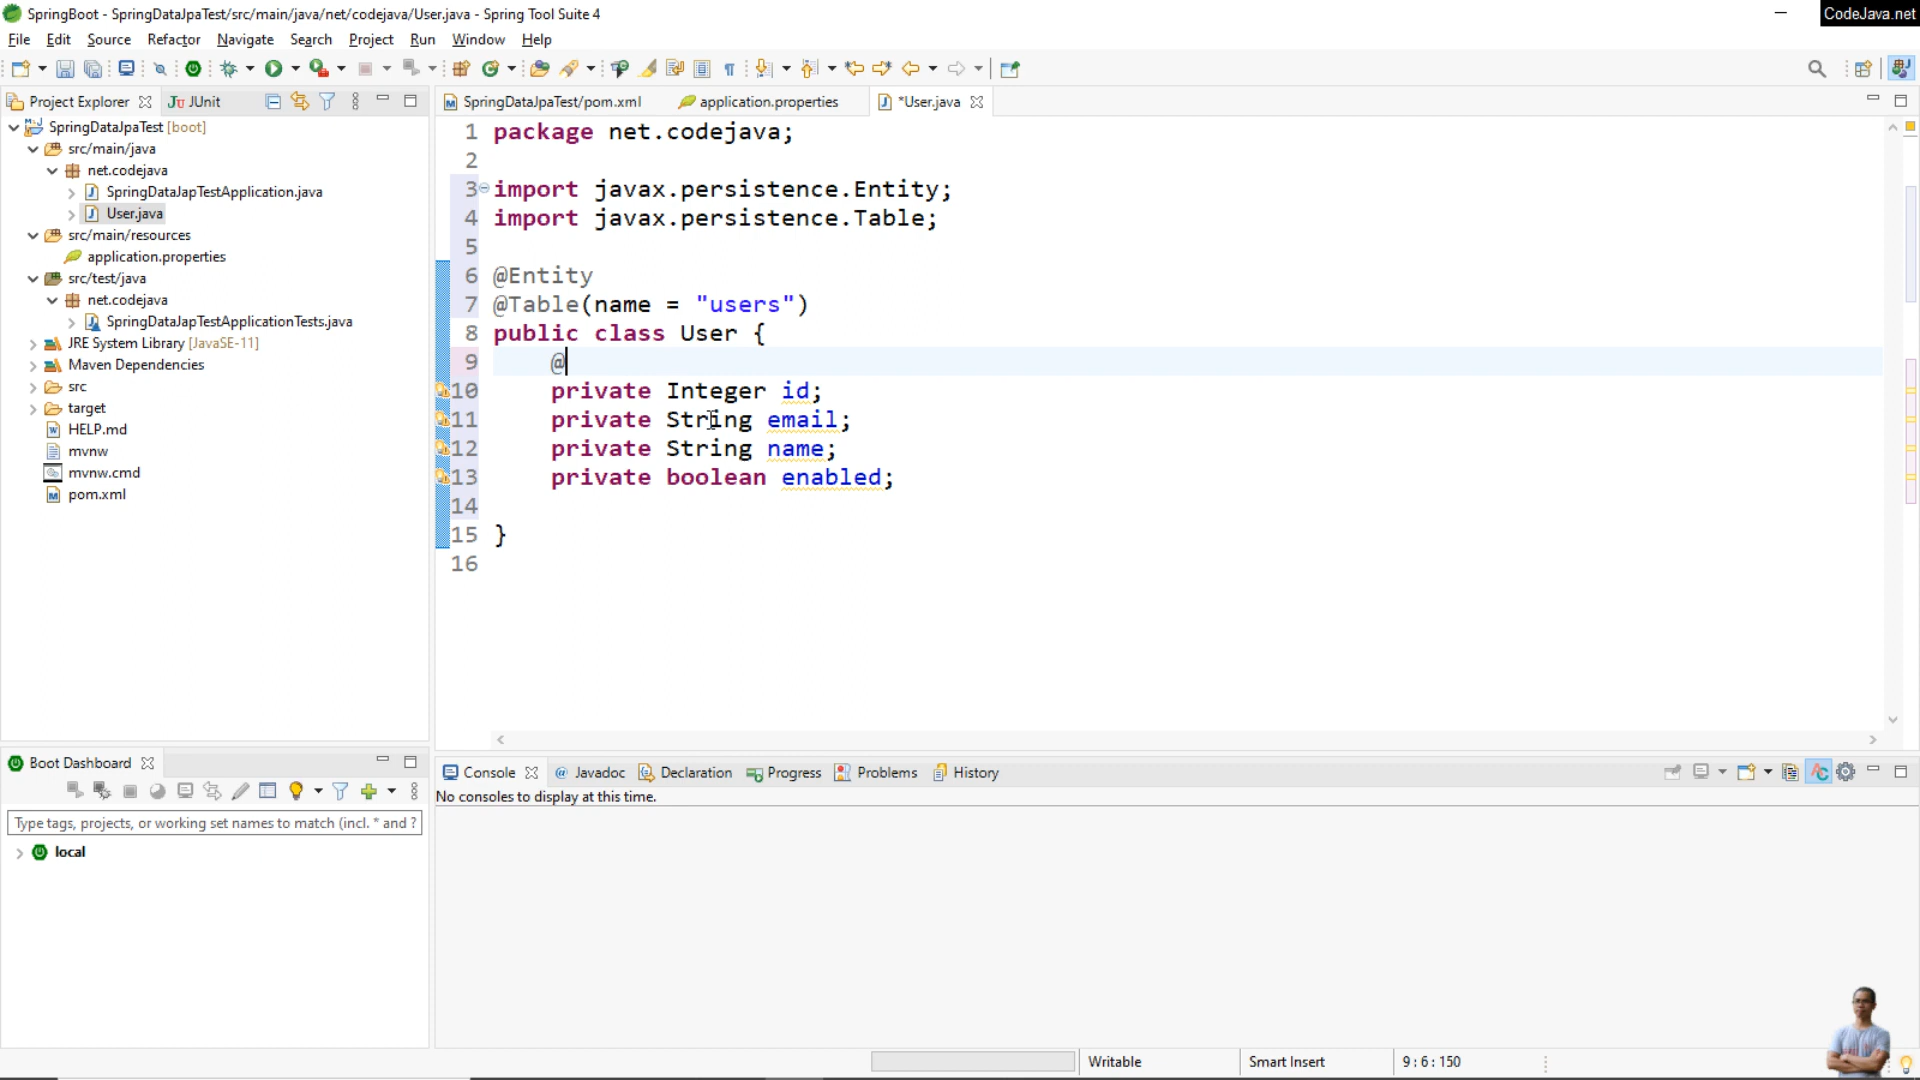 SpringBoot - SpringDataJpaTest/src/main/java/net/codejava/User.java - Spring Tool Suite 4
CodeJava.net
File Edit Source Refactor Navigate Search Project Run Window Help
Project Explorer
JUnit
SpringDataJpaTest/pom.xml
application.properties
*User.java
SpringDataJpaTest [boot]
src/main/java
net.codejava
SpringDataJapTestApplication.java
User.java
src/main/resources
application.properties
src/test/java
net.codejava
SpringDataJapTestApplicationTests.java
JRE System Library [JavaSE-11]
Maven Dependencies
src
target
HELP.md
mvnw
mvnw.cmd
pom.xml
1 package net.codejava;
2
3 import javax.persistence.Entity;
4 import javax.persistence.Table;
5
6 @Entity
7 @Table(name = "users")
8 public class User {
9 @
10 private Integer id;
11 private String email;
12 private String name;
13 private boolean enabled;
14
15 }
16
Boot Dashboard
Type tags, projects, or working set names to match (incl. * and ?
local
Console
Javadoc
Declaration
Progress
Problems
History
No consoles to display at this time.
Writable
Smart Insert
9 : 6 : 150